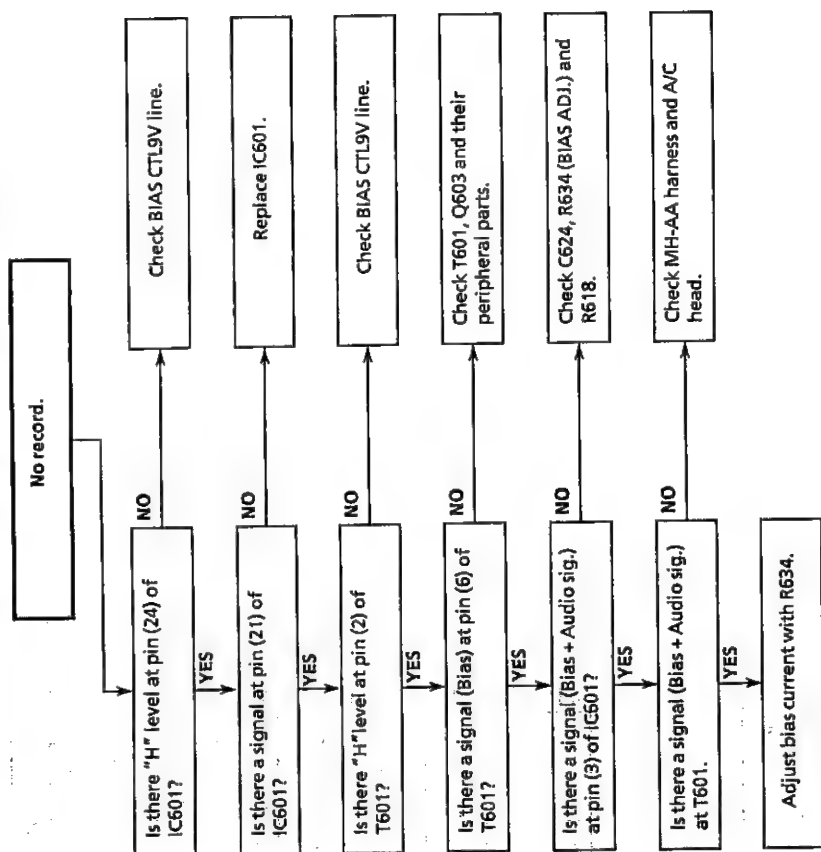 No record.
Is there "H" level at pin (24) of
IC601?
NO
Check BIAS CTL9V line.
YES
Is there a signal at pin (21) of
IC601?
NO
Replace IC601.
YES
Is there "H"level at pin (2) of
T601?
NO
Check BIAS CTL9V line.
YES
Is there a signal (Bias) at pin (6) of
T601?
NO
Check T601, Q603 and their
peripheral parts.
YES
Is there a signal (Bias + Audio sig.)
at pin (3) of IC601?
NO
Check C624, R634 (BIAS ADJ.) and
R618.
YES
Is there a signal (Bias + Audio sig.)
at T601.
NO
Check MH-AA harness and A/C
head.
YES
Adjust bias current with R634.